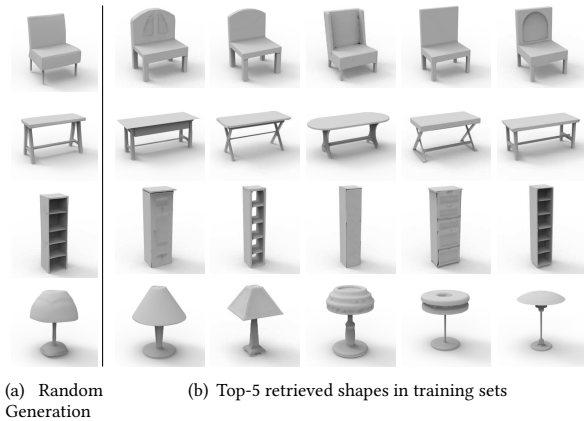 (a) Random
Generation
(b) Top-5 retrieved shapes in training sets